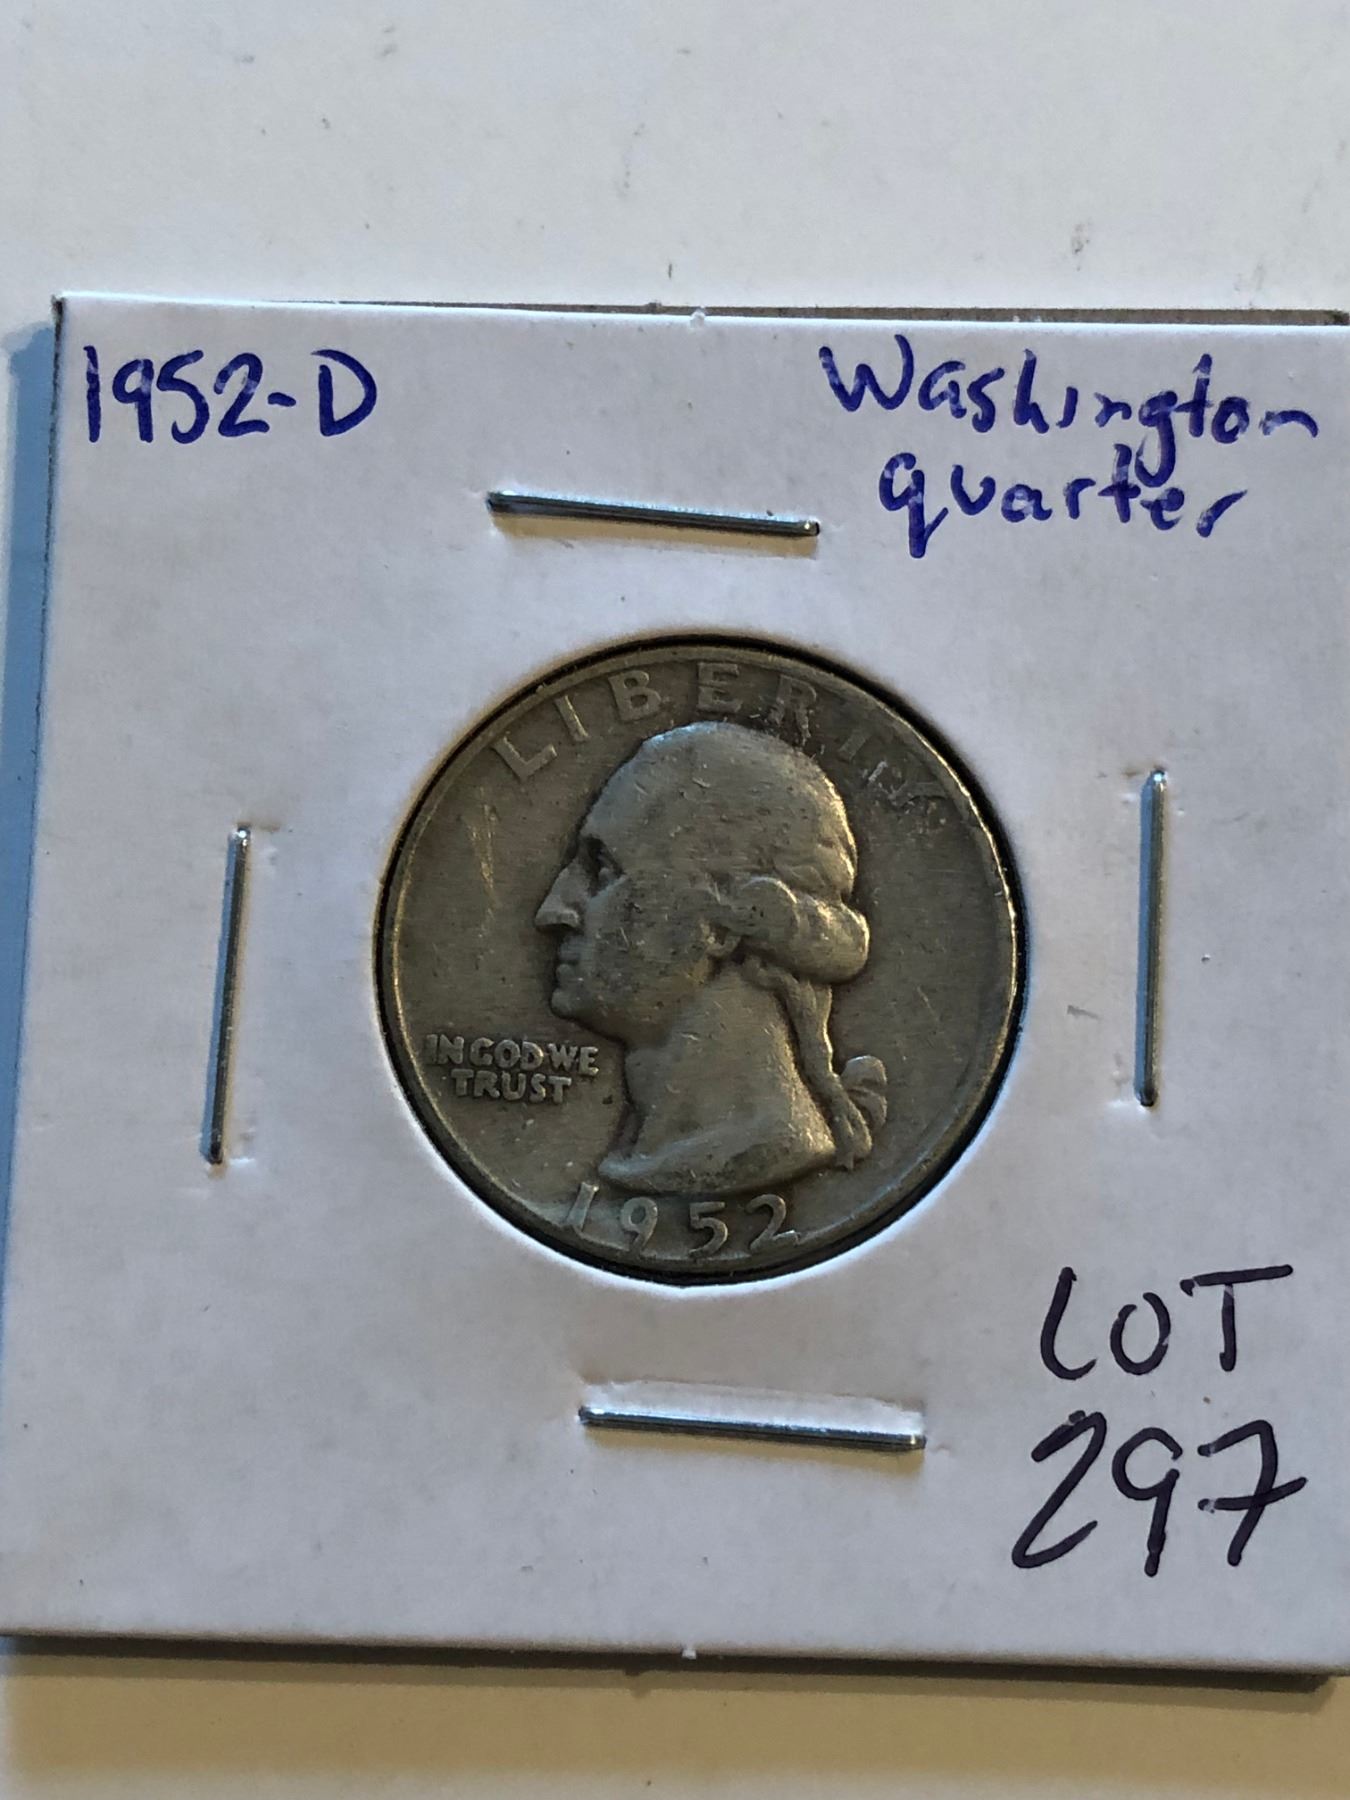 1952-D
Washington
quarter
LIBERTY
IN GOD WE
TRUST
1952
LOT
297